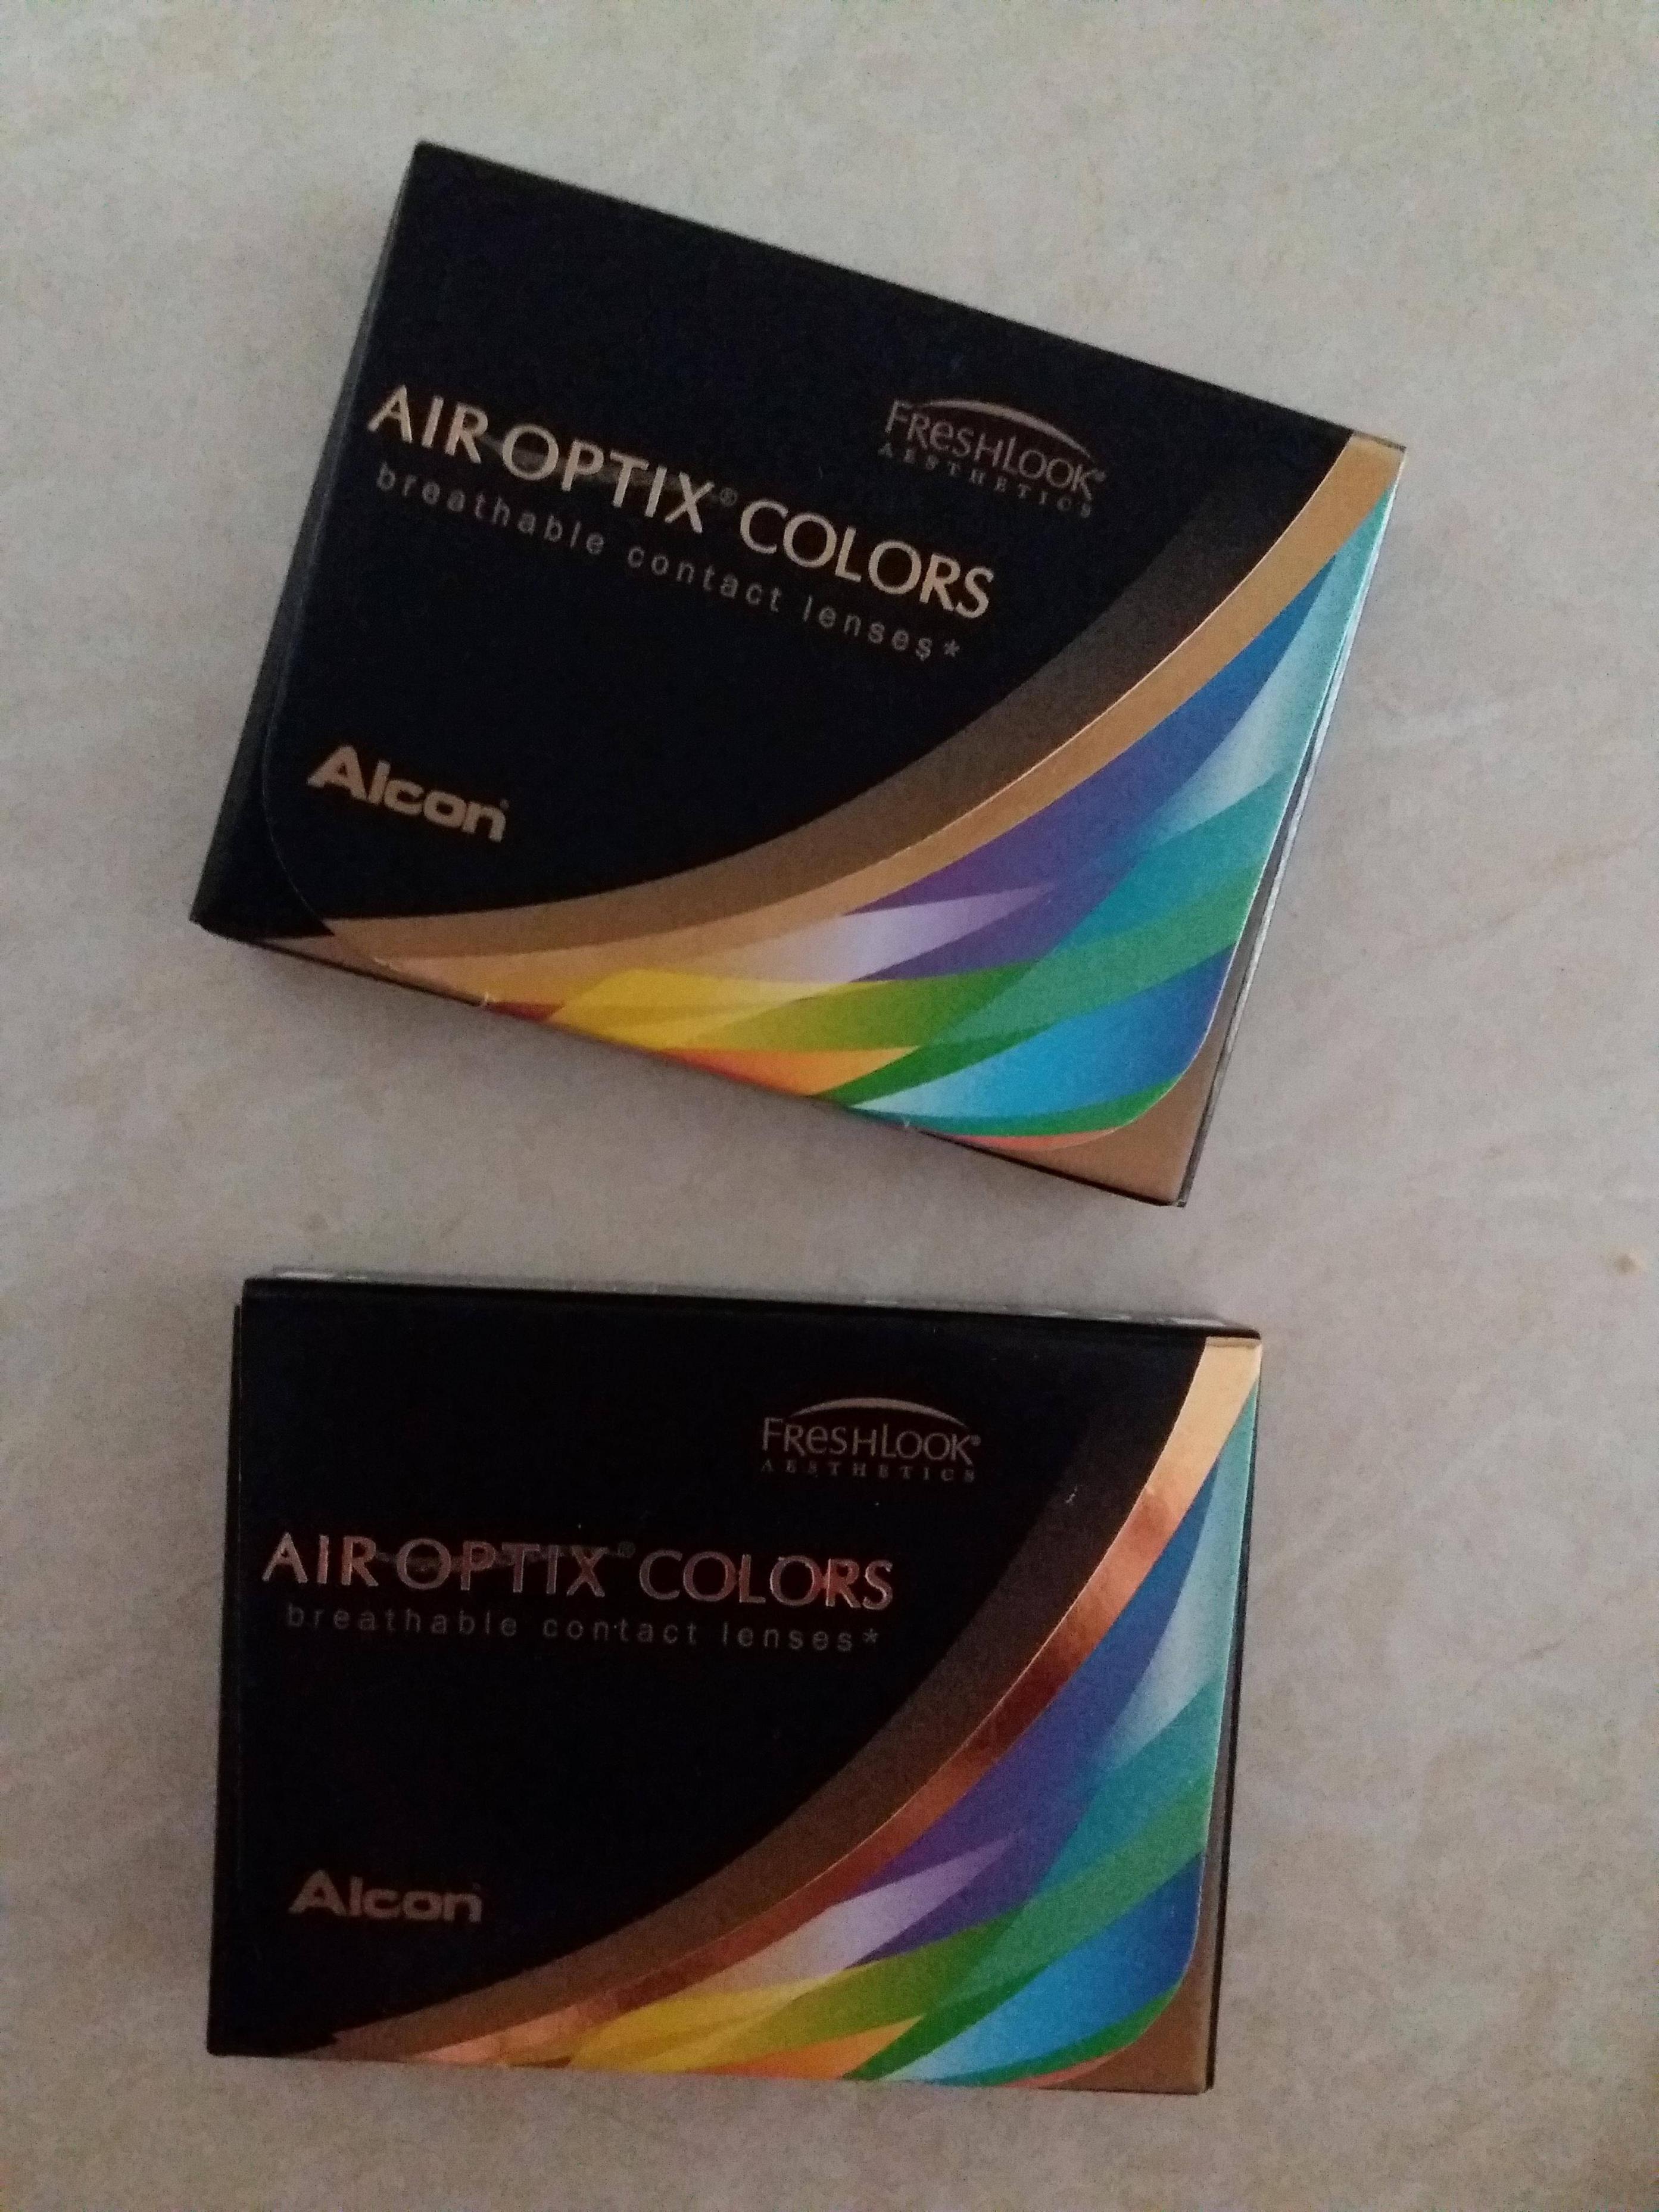 FRESHLOOK®
AESTHETICS
AIR OPTIX® COLORS
breathable contact lenses*
Alcon®
FRESHLOOK®
AESTHETICS
AIR OPTIX® COLORS
breathable contact lenses*
Alcon®